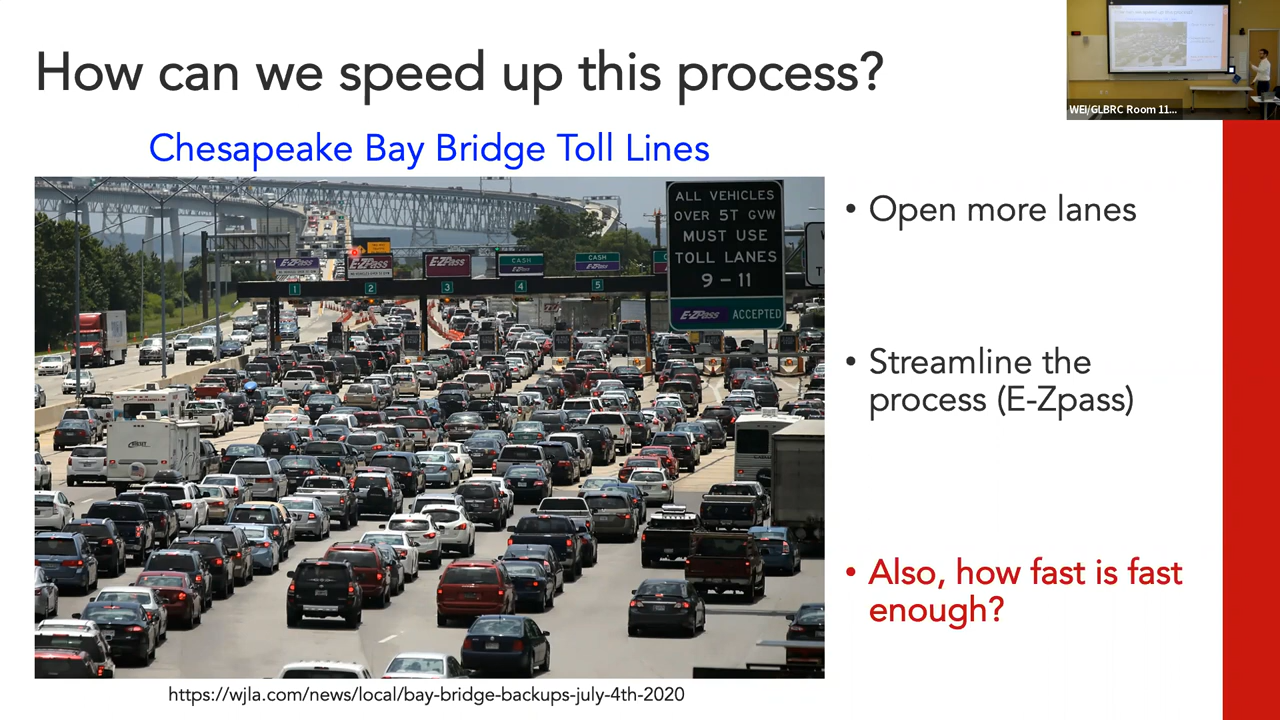 How can we speed up this process?
WEI/GLBRC Room 11...
Chesapeake Bay Bridge Toll Lines
ALL VEHICLES
OVER 5T GVW
MUST USE
TOLL LANES
9 – 11
E-ZPass ACCEPTED
E-ZPass
E-ZPass
E-ZPass
CASH
E-ZPass
CASH
E-ZPass
1
2
3
4
5
• Open more lanes
• Streamline the
process (E-Zpass)
• Also, how fast is fast
enough?
https://wjla.com/news/local/bay-bridge-backups-july-4th-2020